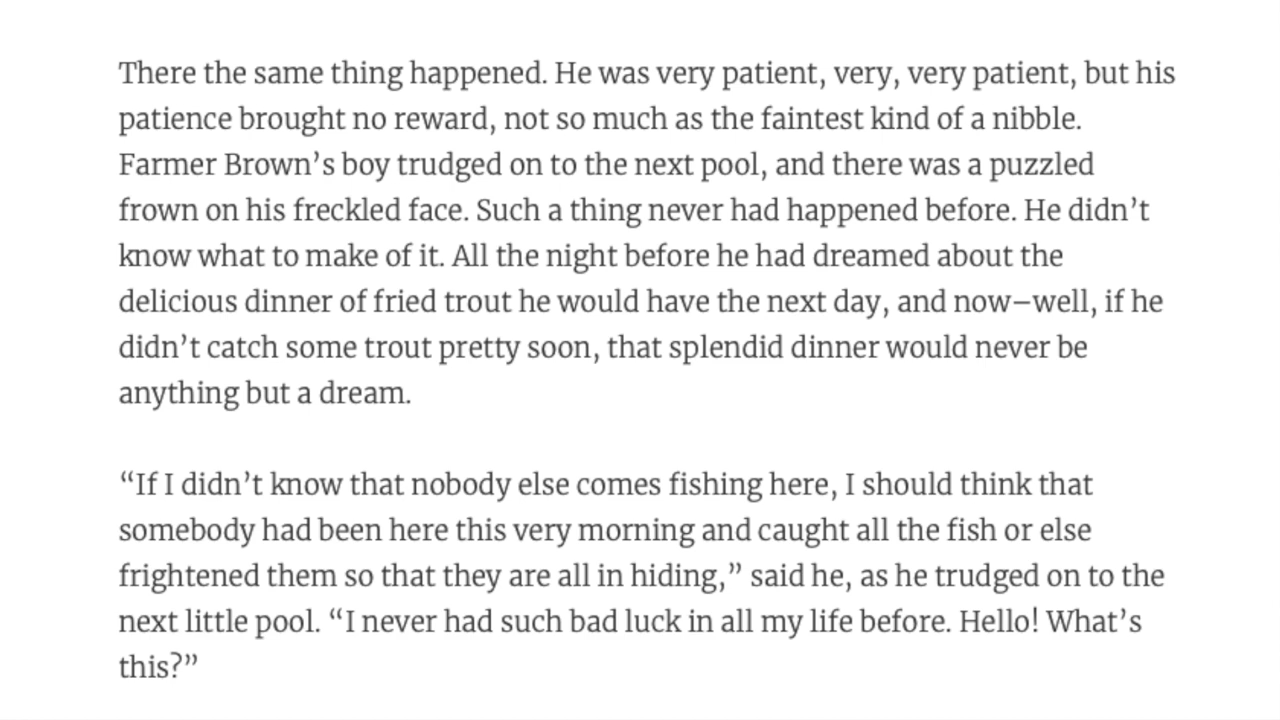 There the same thing happened. He was very patient, very, very patient, but his
patience brought no reward, not so much as the faintest kind of a nibble.
Farmer Brown’s boy trudged on to the next pool, and there was a puzzled
frown on his freckled face. Such a thing never had happened before. He didn’t
know what to make of it. All the night before he had dreamed about the
delicious dinner of fried trout he would have the next day, and now–well, if he
didn’t catch some trout pretty soon, that splendid dinner would never be
anything but a dream.
“If I didn’t know that nobody else comes fishing here, I should think that
somebody had been here this very morning and caught all the fish or else
frightened them so that they are all in hiding,” said he, as he trudged on to the
next little pool. “I never had such bad luck in all my life before. Hello! What’s
this?”